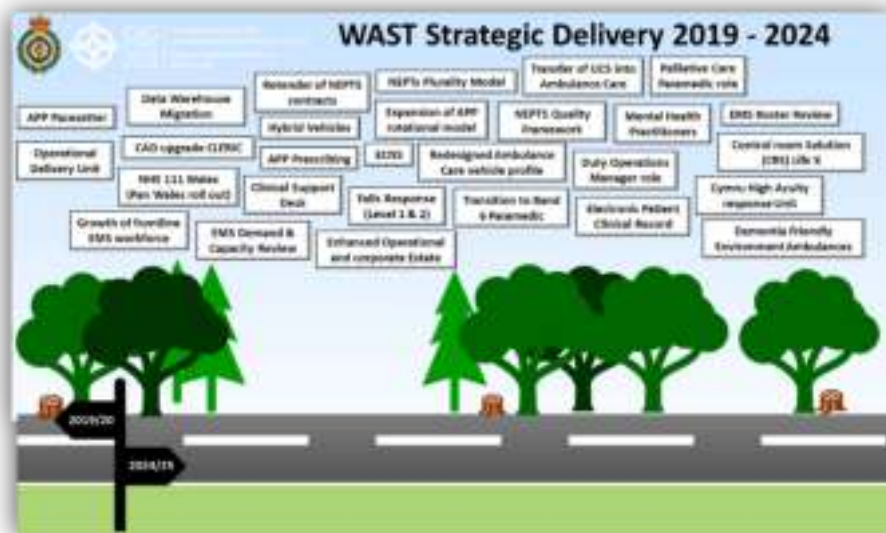 WAST Strategic Delivery 2019 - 2024
Transfer of UCS into
Ambulance Care
Palliative Care
Paramedic role
Retender of NEPTS
contracts
NEPTs Plurality Model
Data Warehouse
Migration
APP Pacesetter
Hybrid Vehicles
Expansion of APP
rotational model
NEPTS Quality
Framework
Mental Health
Practitioners
EMS Roster Review
Operational
Delivery Unit
CAD upgrade CLERIC
APP Prescribing
ECNS
Redesigned Ambulance
Care vehicle profile
Duty Operations
Manager role
Control room Solution
(CRS) Life X
NHS 111 Wales
(Pan Wales roll out)
Clinical Support
Desk
Falls Response
(Level 1 & 2)
Transition to Band
6 Paramedic
Electronic Patient
Clinical Record
Cymru High Acuity
response Unit
Growth of frontline
EMS workforce
EMS Demand &
Capacity Review
Enhanced Operational
and corporate Estate
Dementia Friendly
Environment Ambulances
2019/20
2024/25